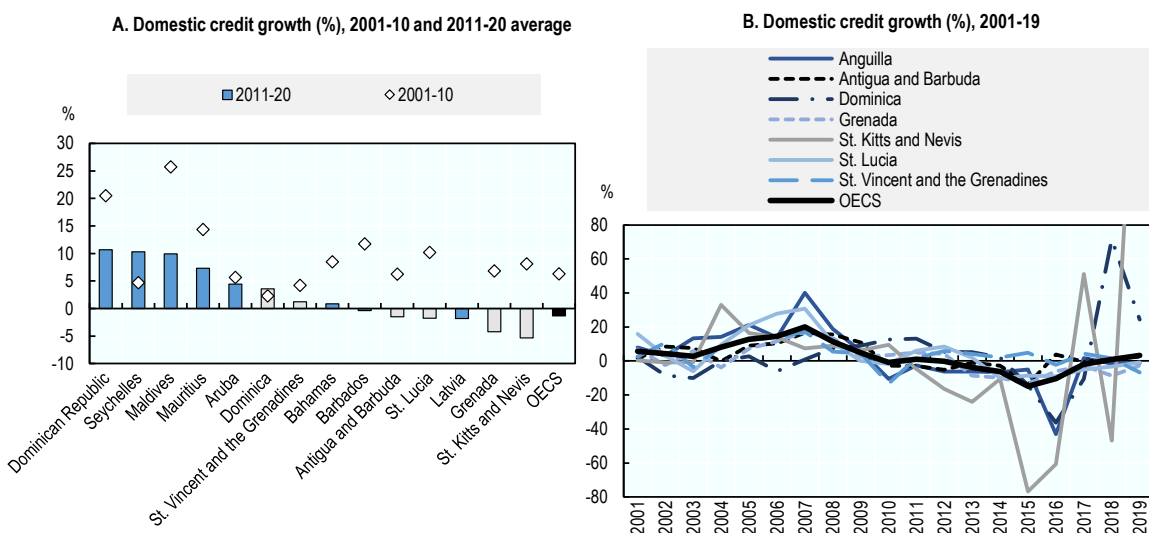 A. Domestic credit growth (%), 2001-10 and 2011-20 average
2011-20
2001-10
%
30
25
20
15
10
5
0
-5
-10
Dominican Republic
Seychelles
Maldives
Mauritius
Aruba
Dominica
St. Vincent and the Grenadines
Bahamas
Barbados
Antigua and Barbuda
St. Lucia
Latvia
Grenada
St. Kitts and Nevis
OECS
B. Domestic credit growth (%), 2001-19
Anguilla
Antigua and Barbuda
Dominica
Grenada
St. Kitts and Nevis
St. Lucia
St. Vincent and the Grenadines
OECS
%
80
60
40
20
0
-20
-40
-60
-80
2001
2002
2003
2004
2005
2006
2007
2008
2009
2010
2011
2012
2013
2014
2015
2016
2017
2018
2019